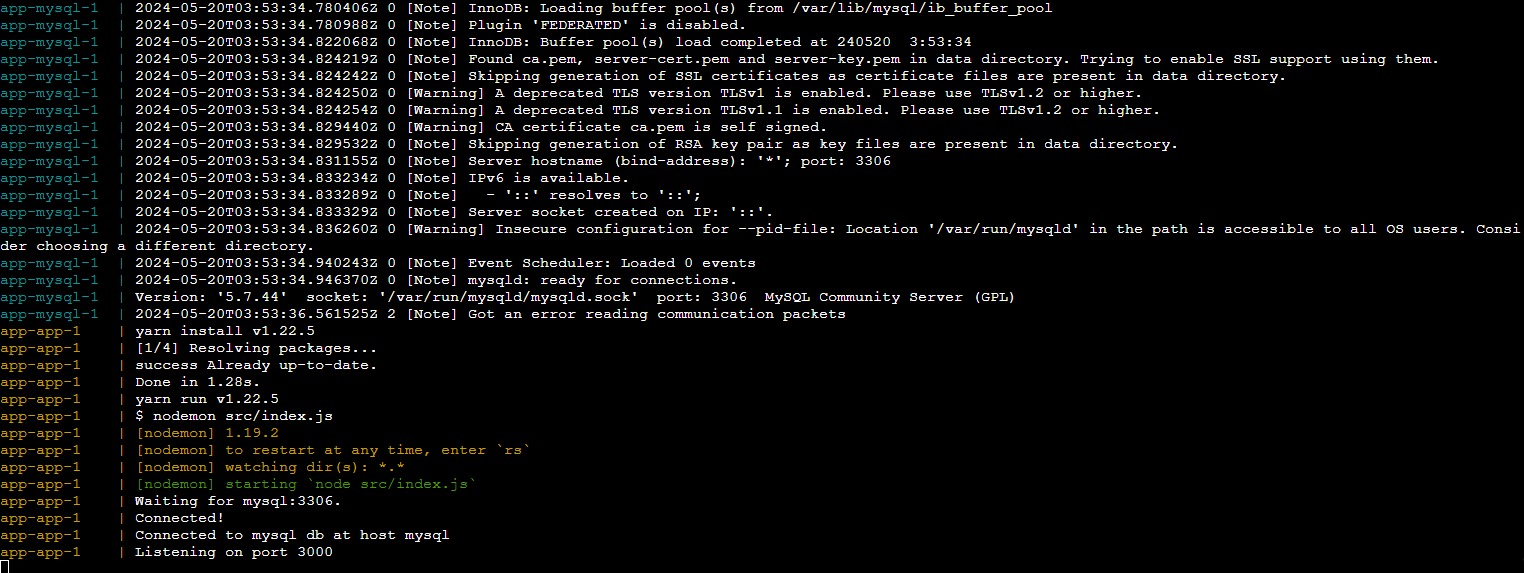 app-mysql-1  | 2024-05-20T03:53:34.780406Z 0 [Note] InnoDB: Loading buffer pool(s) from /var/lib/mysql/ib_buffer_pool
app-mysql-1  | 2024-05-20T03:53:34.780988Z 0 [Note] Plugin 'FEDERATED' is disabled.
app-mysql-1  | 2024-05-20T03:53:34.822068Z 0 [Note] InnoDB: Buffer pool(s) load completed at 240520  3:53:34
app-mysql-1  | 2024-05-20T03:53:34.824219Z 0 [Note] Found ca.pem, server-cert.pem and server-key.pem in data directory. Trying to enable SSL support using them.
app-mysql-1  | 2024-05-20T03:53:34.824242Z 0 [Note] Skipping generation of SSL certificates as certificate files are present in data directory.
app-mysql-1  | 2024-05-20T03:53:34.824250Z 0 [Warning] A deprecated TLS version TLSv1 is enabled. Please use TLSv1.2 or higher.
app-mysql-1  | 2024-05-20T03:53:34.824254Z 0 [Warning] A deprecated TLS version TLSv1.1 is enabled. Please use TLSv1.2 or higher.
app-mysql-1  | 2024-05-20T03:53:34.829440Z 0 [Warning] CA certificate ca.pem is self signed.
app-mysql-1  | 2024-05-20T03:53:34.829532Z 0 [Note] Skipping generation of RSA key pair as key files are present in data directory.
app-mysql-1  | 2024-05-20T03:53:34.831155Z 0 [Note] Server hostname (bind-address): '*'; port: 3306
app-mysql-1  | 2024-05-20T03:53:34.833234Z 0 [Note] IPv6 is available.
app-mysql-1  | 2024-05-20T03:53:34.833289Z 0 [Note]   - '::' resolves to '::';
app-mysql-1  | 2024-05-20T03:53:34.833329Z 0 [Note] Server socket created on IP: '::'.
app-mysql-1  | 2024-05-20T03:53:34.836260Z 0 [Warning] Insecure configuration for --pid-file: Location '/var/run/mysqld' in the path is accessible to all OS users. Consi
der choosing a different directory.
app-mysql-1  | 2024-05-20T03:53:34.940243Z 0 [Note] Event Scheduler: Loaded 0 events
app-mysql-1  | 2024-05-20T03:53:34.946370Z 0 [Note] mysqld: ready for connections.
app-mysql-1  | Version: '5.7.44'  socket: '/var/run/mysqld/mysqld.sock'  port: 3306  MySQL Community Server (GPL)
app-mysql-1  | 2024-05-20T03:53:36.561525Z 2 [Note] Got an error reading communication packets
app-app-1    | yarn install v1.22.5
app-app-1    | [1/4] Resolving packages...
app-app-1    | success Already up-to-date.
app-app-1    | Done in 1.28s.
app-app-1    | yarn run v1.22.5
app-app-1    | $ nodemon src/index.js
app-app-1    | [nodemon] 1.19.2
app-app-1    | [nodemon] to restart at any time, enter `rs`
app-app-1    | [nodemon] watching dir(s): *.*
app-app-1    | [nodemon] starting `node src/index.js`
app-app-1    | Waiting for mysql:3306.
app-app-1    | Connected!
app-app-1    | Connected to mysql db at host mysql
app-app-1    | Listening on port 3000